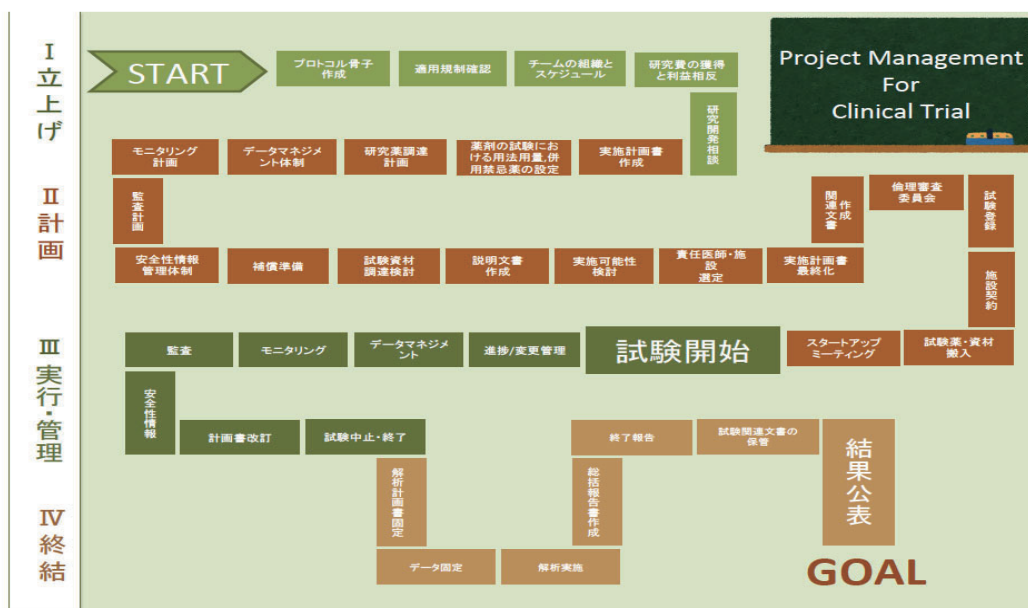 Ⅰ立上げ
START
プロトコル骨子
作成
適用規制確認
チームの組織と
スケジュール
研究費の獲得
と利益相反
研究開発相談
Project Management
For
Clinical Trial
Ⅱ計画
実施計画書
作成
薬剤の試験にお
ける用法用量,併
用禁忌薬の設定
研究薬調達
計画
データマネジメ
ント体制
モニタリング
計画
監査計画
安全性情報
管理体制
補償準備
試験資材
調達検討
説明文書
作成
実施可能性
検討
責任医師・施
設
選定
実施計画書
最終化
関連文書
作成
倫理審査
委員会
試験登録
施設契約
試験薬・資材
搬入
スタートアップ
ミーティング
Ⅲ実行・管理
試験開始
進捗/変更管理
データマネジメ
ント
モニタリング
監査
安全性情報
計画書改訂
試験中止・終了
Ⅳ終結
解析計画書固定
データ固定
解析実施
総括報告書作成
終了報告
試験関連文書の
保管
結果公表
GOAL